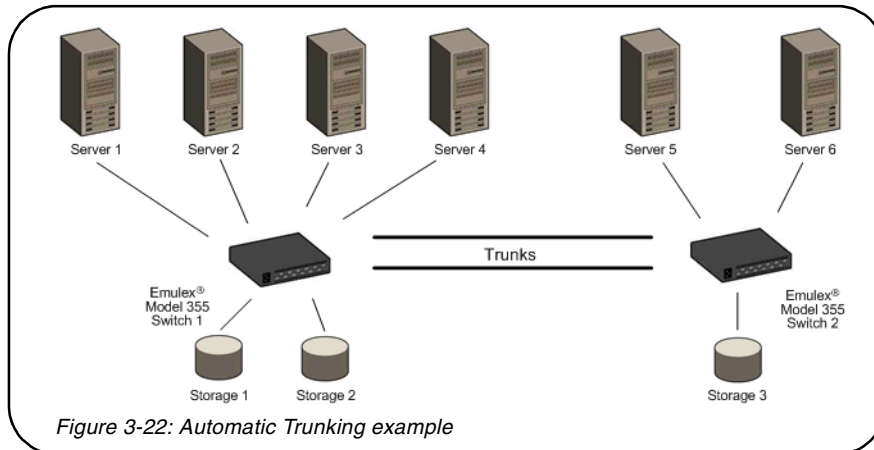 Server 1
Server 2
Server 3
Server 4
Server 5
Server 6
Trunks
Emulex®
Model 355
Switch 1
Emulex®
Model 355
Switch 2
Storage 1
Storage 2
Storage 3
Figure 3-22: Automatic Trunking example